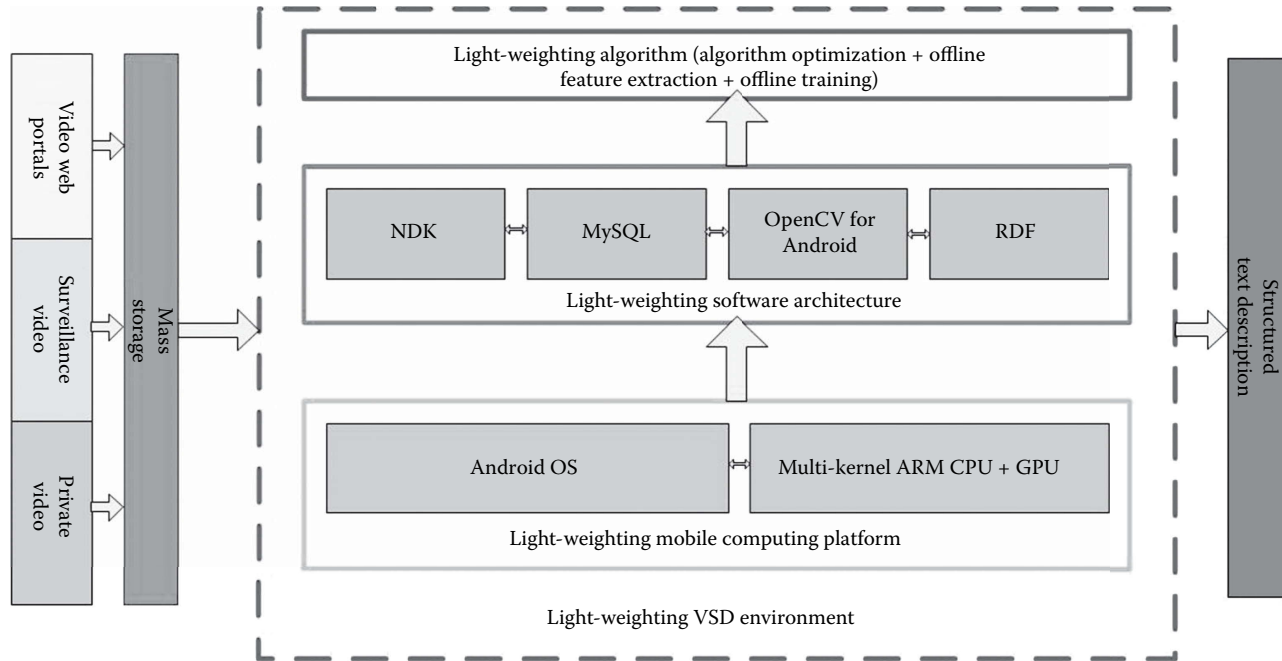 Video web
portals
Surveillance
video
Private
video
Mass
storage
Light-weighting algorithm (algorithm optimization + offline
feature extraction + offline training)
NDK
MySQL
OpenCV for
Android
RDF
Light-weighting software architecture
Android OS
Multi-kernel ARM CPU + GPU
Light-weighting mobile computing platform
Light-weighting VSD environment
Structured
text description